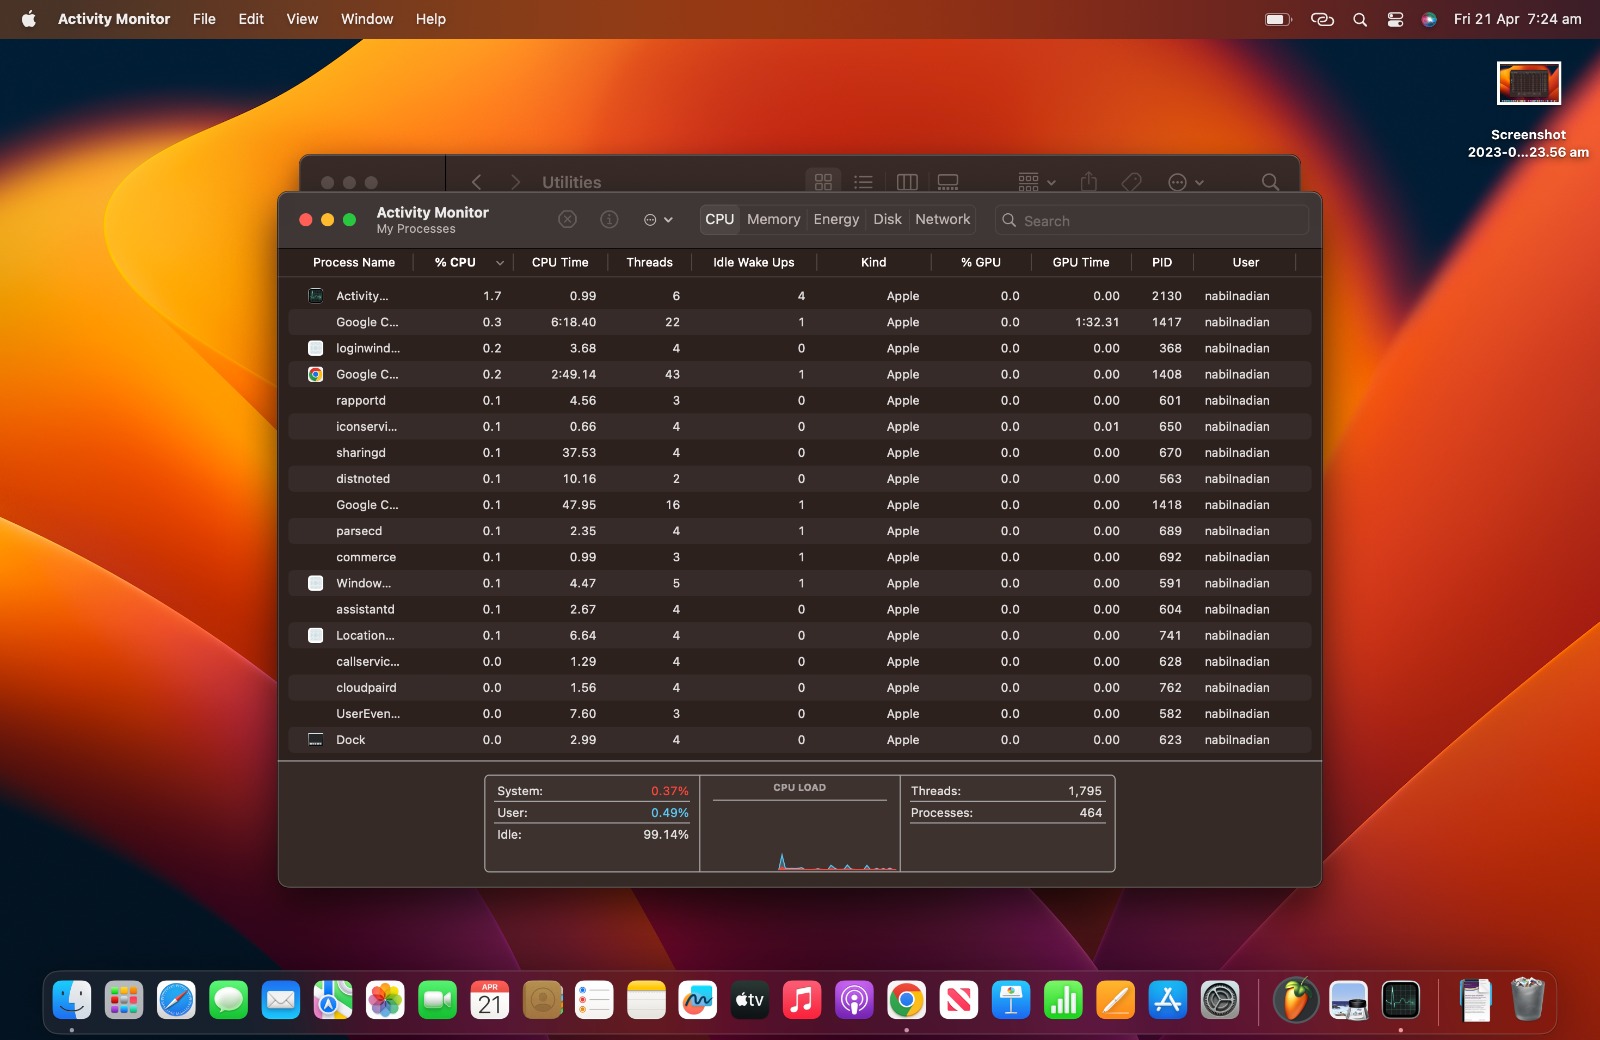 Activity Monitor File Edit View Window Help Fri 21 Apr 7:24 am
Screenshot
2023-0...23.56 am
Utilities
Activity Monitor
My Processes
CPU Memory Energy Disk Network Search
Process Name % CPU CPU Time Threads Idle Wake Ups Kind % GPU GPU Time PID User
Activity... 1.7 0.99 6 4 Apple 0.0 0.00 2130 nabilnadian
Google C... 0.3 6:18.40 22 1 Apple 0.0 1:32.31 1417 nabilnadian
loginwind... 0.2 3.68 4 0 Apple 0.0 0.00 368 nabilnadian
Google C... 0.2 2:49.14 43 1 Apple 0.0 0.00 1408 nabilnadian
rapportd 0.1 4.56 3 0 Apple 0.0 0.00 601 nabilnadian
iconservi... 0.1 0.66 4 0 Apple 0.0 0.01 650 nabilnadian
sharingd 0.1 37.53 4 0 Apple 0.0 0.00 670 nabilnadian
distnoted 0.1 10.16 2 0 Apple 0.0 0.00 563 nabilnadian
Google C... 0.1 47.95 16 1 Apple 0.0 0.00 1418 nabilnadian
parsecd 0.1 2.35 4 1 Apple 0.0 0.00 689 nabilnadian
commerce 0.1 0.99 3 1 Apple 0.0 0.00 692 nabilnadian
Window... 0.1 4.47 5 1 Apple 0.0 0.00 591 nabilnadian
assistantd 0.1 2.67 4 0 Apple 0.0 0.00 604 nabilnadian
Location... 0.1 6.64 4 0 Apple 0.0 0.00 741 nabilnadian
callservic... 0.0 1.29 4 0 Apple 0.0 0.00 628 nabilnadian
cloudpaird 0.0 1.56 4 0 Apple 0.0 0.00 762 nabilnadian
UserEven... 0.0 7.60 3 0 Apple 0.0 0.00 582 nabilnadian
Dock 0.0 2.99 4 0 Apple 0.0 0.00 623 nabilnadian
System: 0.37% CPU LOAD Threads: 1,795
User: 0.49% Processes: 464
Idle: 99.14%
APR
21
tv